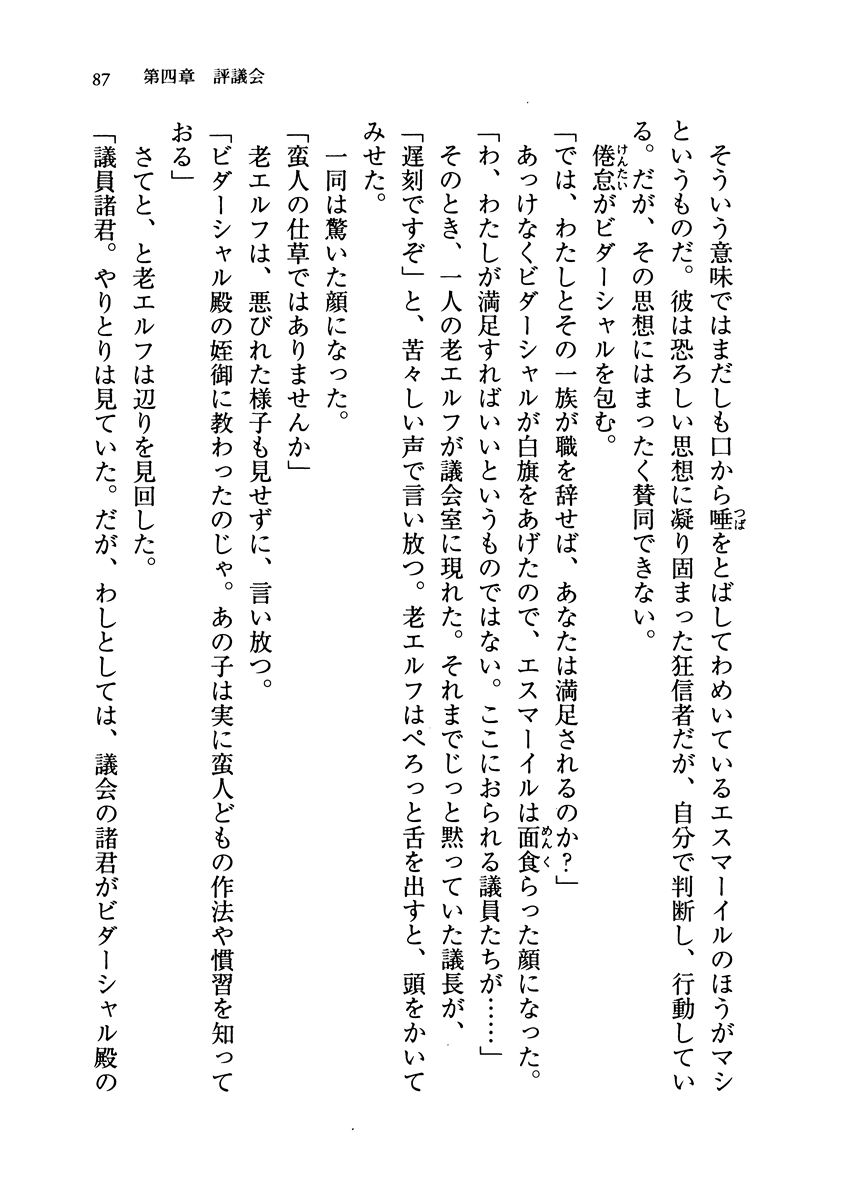 87　第四章　評議会
　そういう意味ではまだしも口から唾をとばしてわめいているエスマーイルのほうがマシ
というものだ。彼は恐ろしい思想に凝り固まった狂信者だが、自分で判断し、行動してい
る。だが、その思想にはまったく賛同できない。
　倦怠がビダーシャルを包む。
「では、わたしとその一族が職を辞せば、あなたは満足されるのか？」
　あっけなくビダーシャルが白旗をあげたので、エスマーイルは面食らった顔になった。
「わ、わたしが満足すればいいというものではない。ここにおられる議員たちが……」
　そのとき、一人の老エルフが議会室に現れた。それまでじっと黙っていた議長が、
「遅刻ですぞ」と、苦々しい声で言い放つ。老エルフはぺろっと舌を出すと、頭をかいて
みせた。
　一同は驚いた顔になった。
「蛮人の仕草ではありませんか」
　老エルフは、悪びれた様子も見せずに、言い放つ。
「ビダーシャル殿の姪御に教わったのじゃ。あの子は実に蛮人どもの作法や慣習を知って
おる」
　さてと、と老エルフは辺りを見回した。
「議員諸君。やりとりは見ていた。だが、わしとしては、議会の諸君がビダーシャル殿の